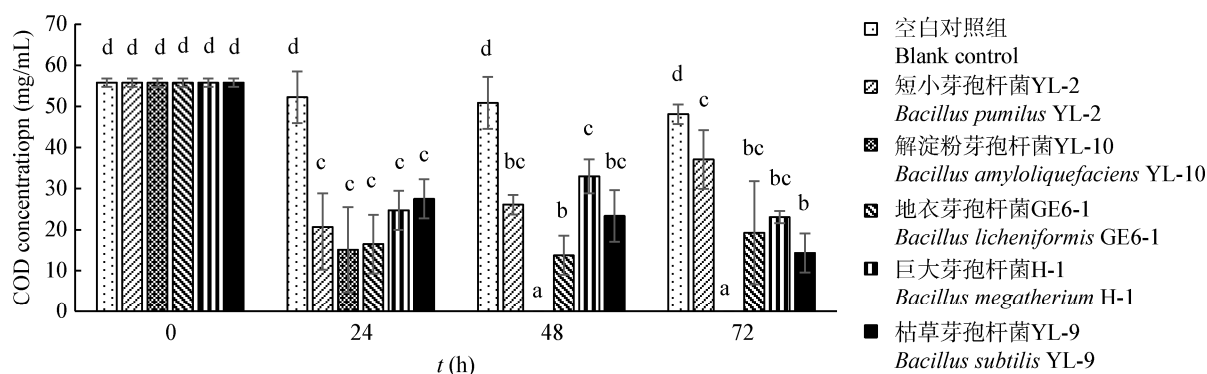 70
60
50
40
30
20
10
0
COD concentratiopn (mg/mL)
d d d d d d
d
c c c c c
d
bc
a
b
c
bc
d
c
a
bc
bc
b
0 24 48 72
t (h)
空白对照组
Blank control
短小芽孢杆菌YL-2
Bacillus pumilus YL-2
解淀粉芽孢杆菌YL-10
Bacillus amyloliquefaciens YL-10
地衣芽孢杆菌GE6-1
Bacillus licheniformis GE6-1
巨大芽孢杆菌H-1
Bacillus megatherium H-1
枯草芽孢杆菌YL-9
Bacillus subtilis YL-9